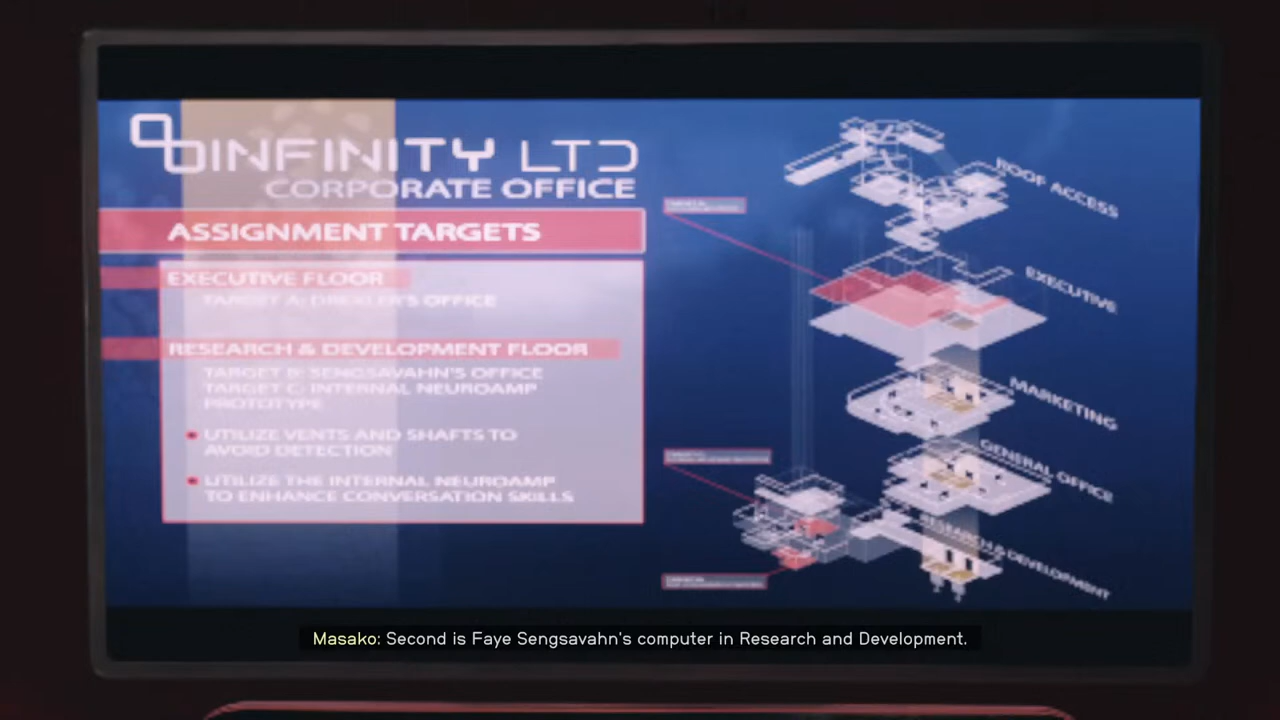 INFINITY LTD
CORPORATE OFFICE
ASSIGNMENT TARGETS
EXECUTIVE FLOOR
TARGET A: DREXLER'S OFFICE
RESEARCH & DEVELOPMENT FLOOR
TARGET B: SENGSAVAHN'S OFFICE
TARGET C: INTERNAL NEUROAMP
PROTOTYPE
UTILIZE VENTS AND SHAFTS TO
AVOID DETECTION
UTILIZE THE INTERNAL NEUROAMP
TO ENHANCE CONVERSATION SKILLS
ROOF ACCESS
EXECUTIVE
MARKETING
GENERAL OFFICE
RESEARCH & DEVELOPMENT
Masako: Second is Faye Sengsavahn's computer in Research and Development.